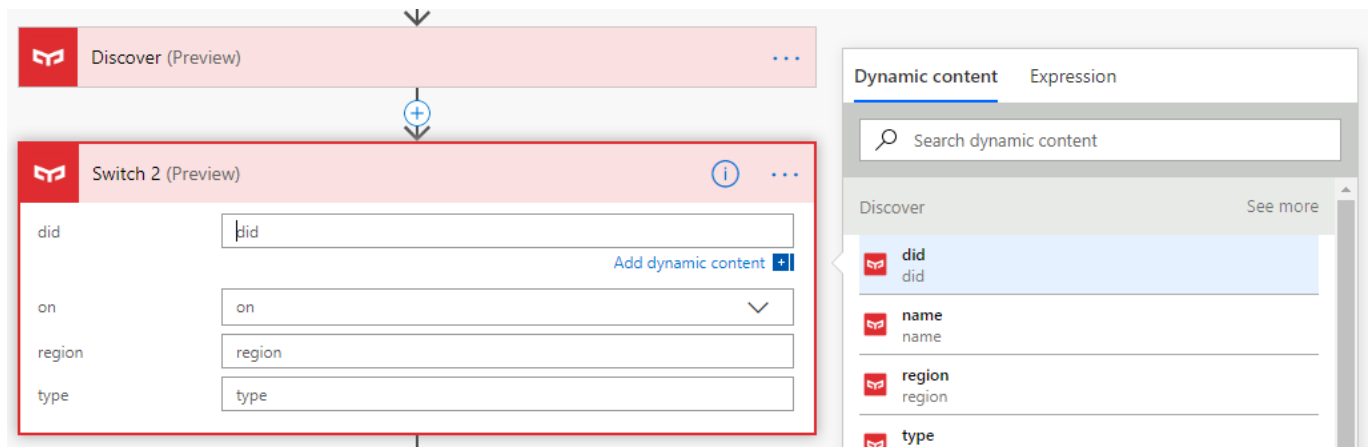 Discover (Preview)
Switch 2 (Preview)
did
did
Add dynamic content
on
on
region
region
type
type
Dynamic content Expression
Search dynamic content
Discover See more
did
did
name
name
region
region
type